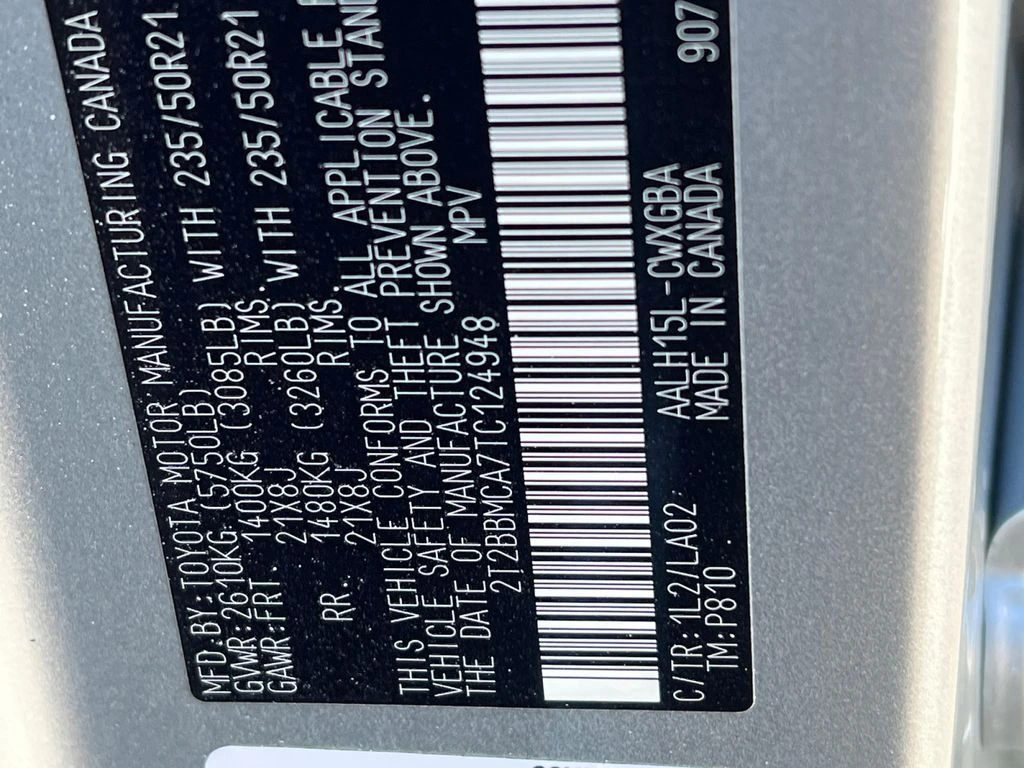 MFD.BY:TOYOTA MOTOR MANUFACTURING CANADA
GVWR:2610KG (5750LB)
GAWR:FRT. 1400KG (3085LB) WITH 235/50R21
21X8J RIMS.
RR. 1480KG (3260LB) WITH 235/50R21
21X8J RIMS.
THIS VEHICLE CONFORMS TO ALL APPLICABLE
VEHICLE SAFETY AND THEFT PREVENTION
THE DATE OF MANUFACTURE SHOWN ABOVE.
2T2BBMCA7TC124948 MPV
C/TR:1L2/LA02 AALH15L-CWXGBA
TM:P810 MADE IN CANADA 907